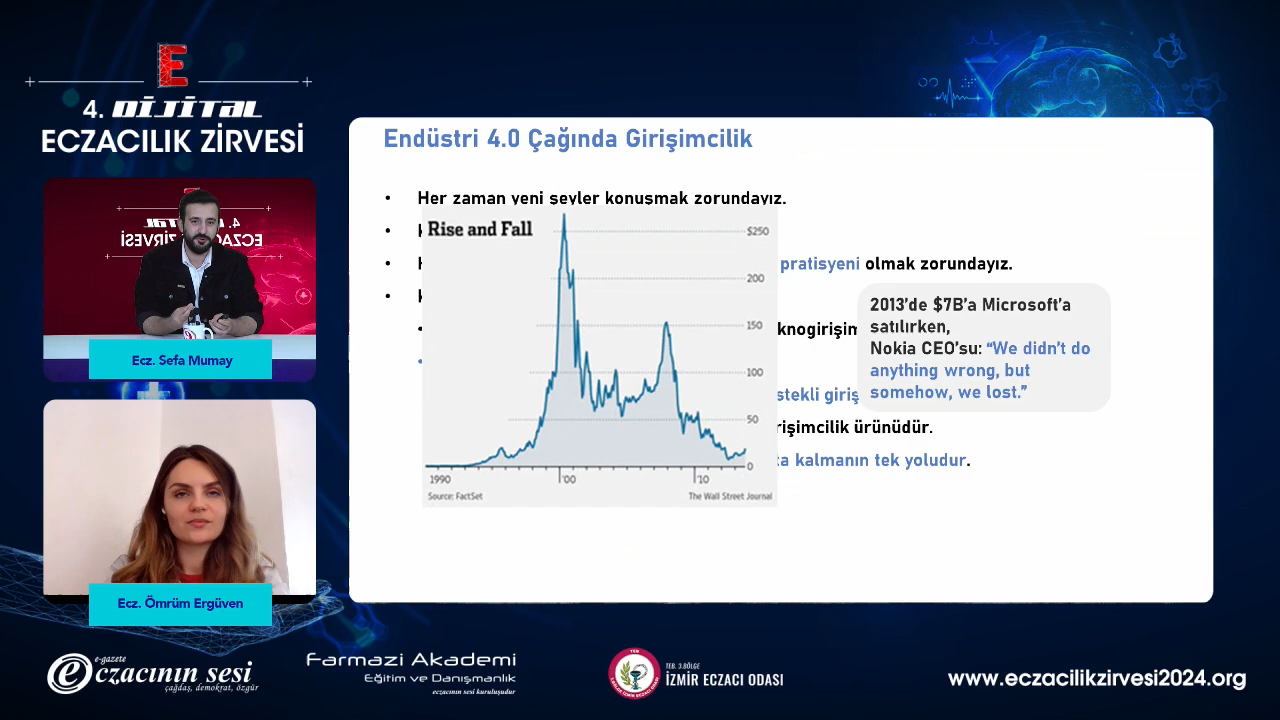 E
4. DİJİTAL
ECZACILIK ZİRVESİ
Ecz. Sefa Mumay
Ecz. Ömrüm Ergüven
Endüstri 4.0 Çağında Girişimcilik
• Her zaman yeni şeyler konuşmak zorundayız.
pratisyeni olmak zorundayız.
knogirişim
stekli giriş
rişimcilik ürünüdür.
ta kalmanın tek yoludur.
Rise and Fall
$250
200
150
100
50
0
1990
'00
'10
Source: FactSet
The Wall Street Journal
2013'de $7B'a Microsoft'a
satılırken,
Nokia CEO'su: “We didn't do
anything wrong, but
somehow, we lost.”
e-gazete
eczacının sesi
çağdaş, demokrat, özgür
Farmazi Akademi
Eğitim ve Danışmanlık
eczacının sesi kuruluşudur
TEB. 3.BÖLGE
İZMİR ECZACI ODASI
www.eczacilikzirvesi2024.org